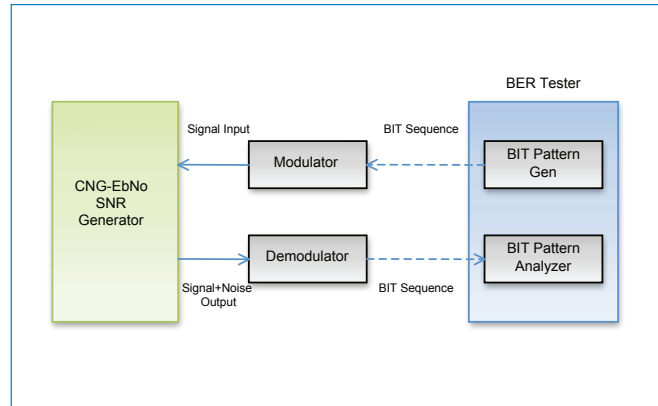 BER Tester
Signal Input
BIT Sequence
CNG-EbNo
SNR
Generator
Modulator
BIT Pattern
Gen
Demodulator
BIT Pattern
Analyzer
Signal+Noise
Output
BIT Sequence